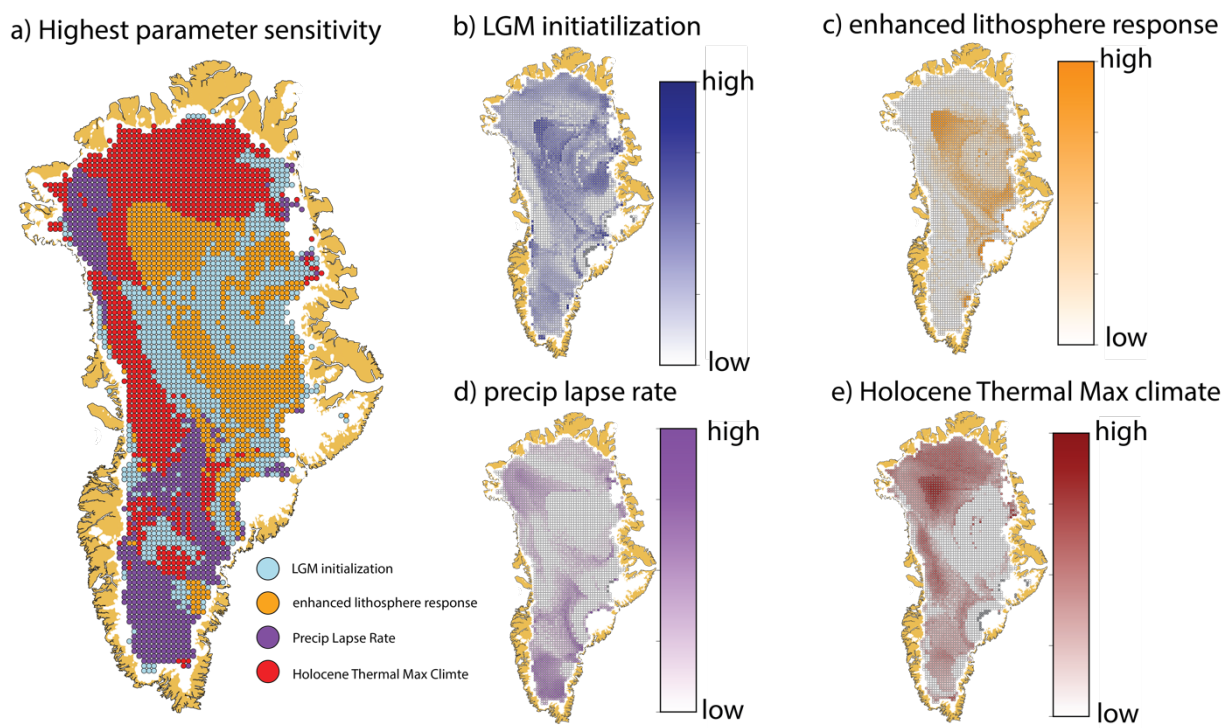 a) Highest parameter sensitivity
b) LGM initiatilization
high
low
c) enhanced lithosphere response
high
low
d) precip lapse rate
high
low
e) Holocene Thermal Max climate
high
low
LGM initialization
enhanced lithosphere response
Precip Lapse Rate
Holocene Thermal Max Climte